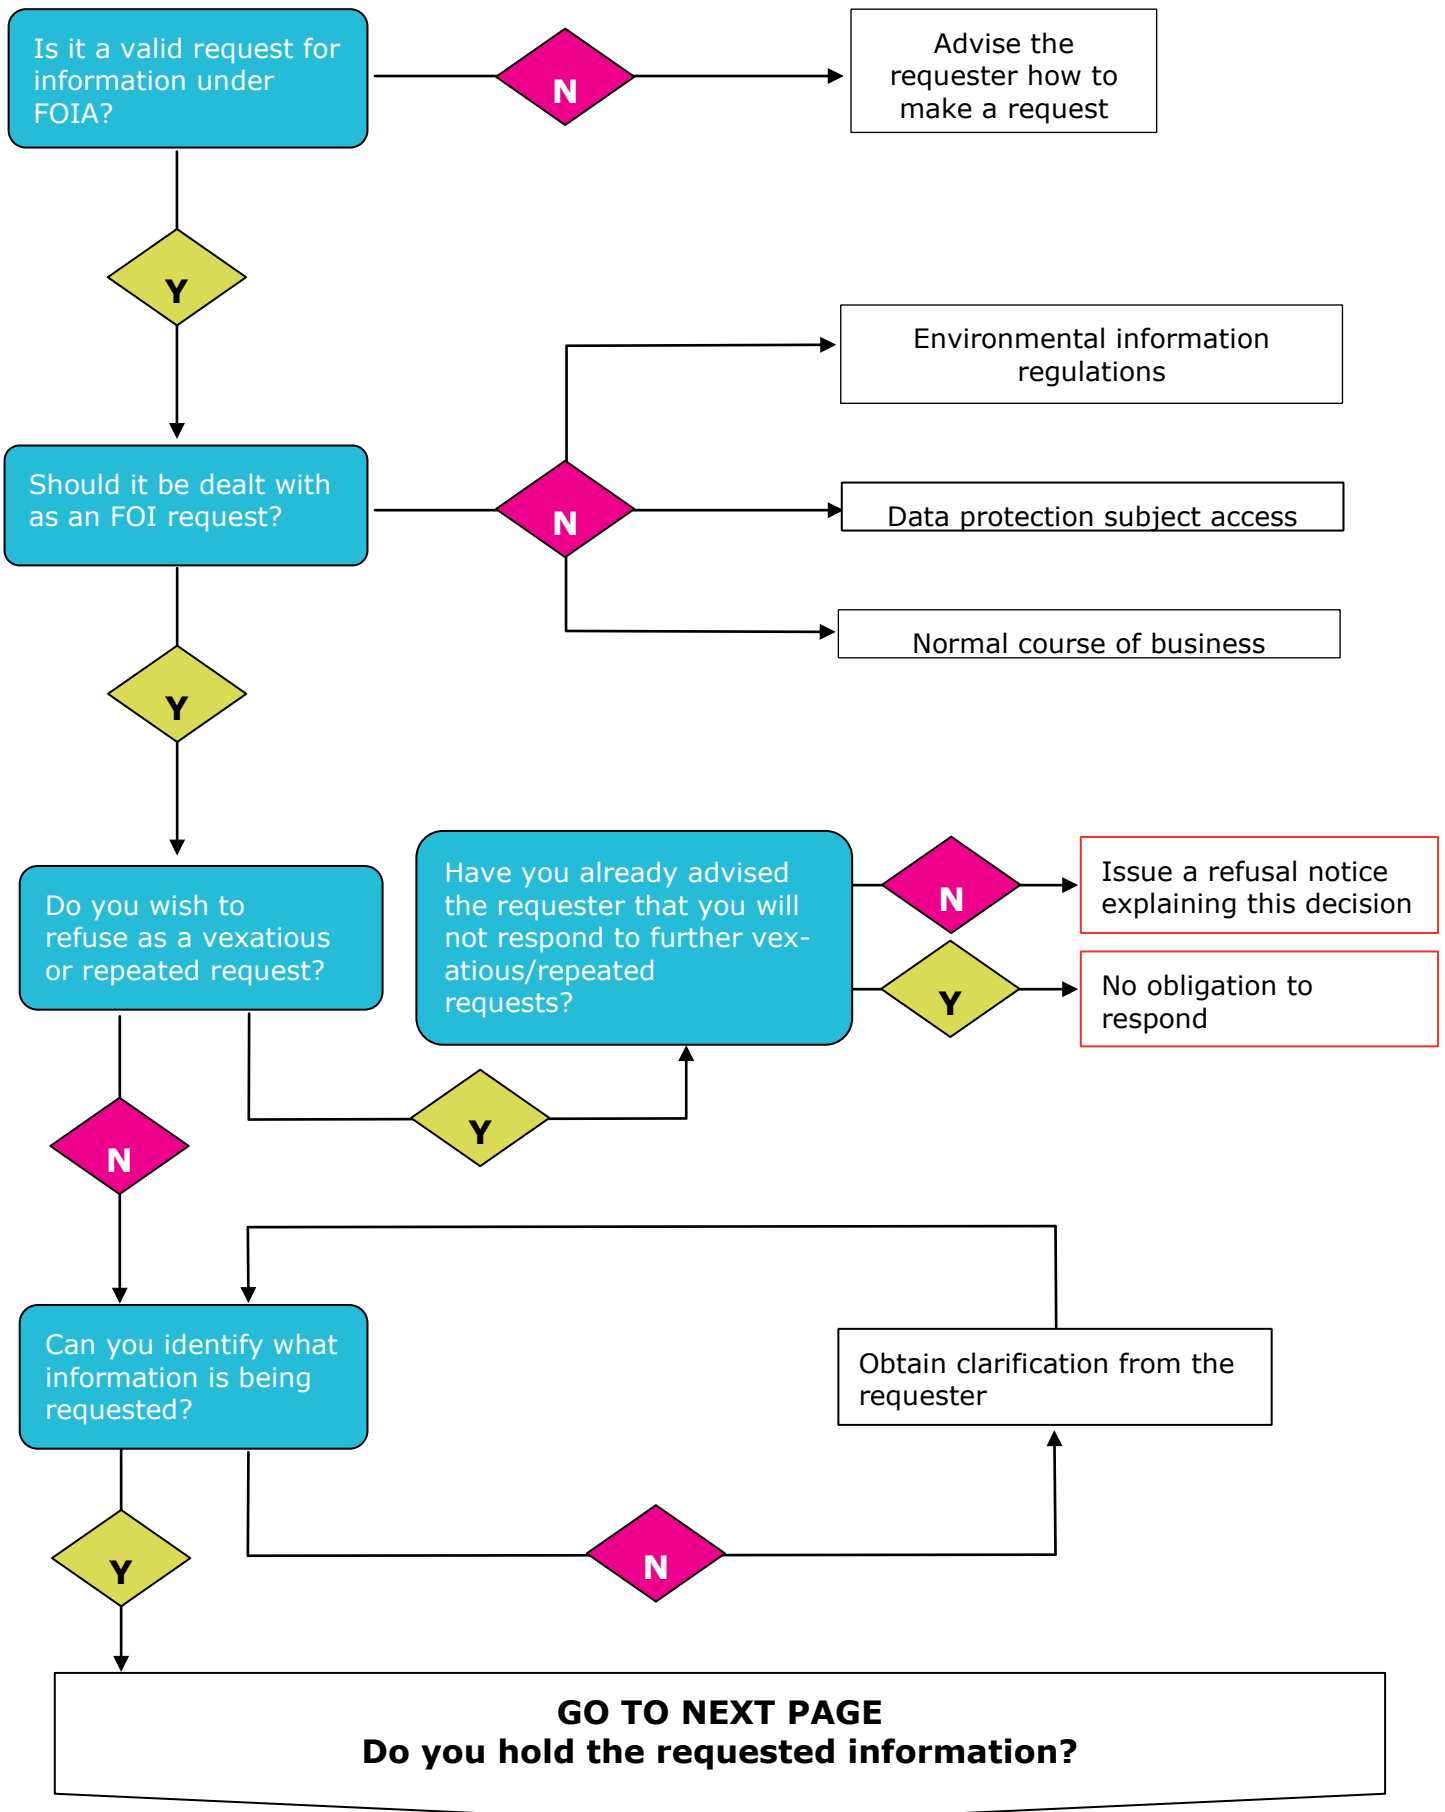 Is it a valid request for
information under
FOIA?
N
Advise the
requester how to
make a request
Y
Environmental information
regulations
Should it be dealt with
as an FOI request?
N
Data protection subject access
Normal course of business
Y
Do you wish to
refuse as a vexatious
or repeated request?
Have you already advised
the requester that you will
not respond to further vex-
atious/repeated
requests?
N
Issue a refusal notice
explaining this decision
Y
No obligation to
respond
Y
N
Can you identify what
information is being
requested?
Obtain clarification from the
requester
Y
N
GO TO NEXT PAGE
Do you hold the requested information?